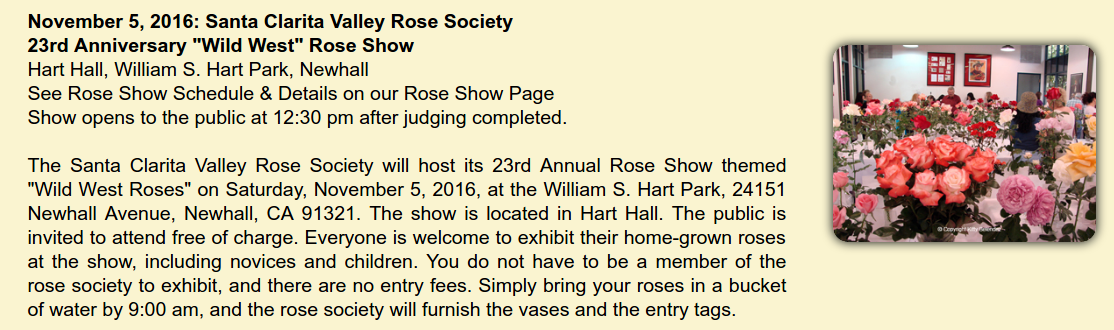 November 5, 2016: Santa Clarita Valley Rose Society
23rd Anniversary "Wild West" Rose Show
Hart Hall, William S. Hart Park, Newhall
See Rose Show Schedule & Details on our Rose Show Page
Show opens to the public at 12:30 pm after judging completed.
The Santa Clarita Valley Rose Society will host its 23rd Annual Rose Show themed
"Wild West Roses" on Saturday, November 5, 2016, at the William S. Hart Park, 24151
Newhall Avenue, Newhall, CA 91321. The show is located in Hart Hall. The public is
invited to attend free of charge. Everyone is welcome to exhibit their home-grown roses
at the show, including novices and children. You do not have to be a member of the
rose society to exhibit, and there are no entry fees. Simply bring your roses in a bucket
of water by 9:00 am, and the rose society will furnish the vases and the entry tags.